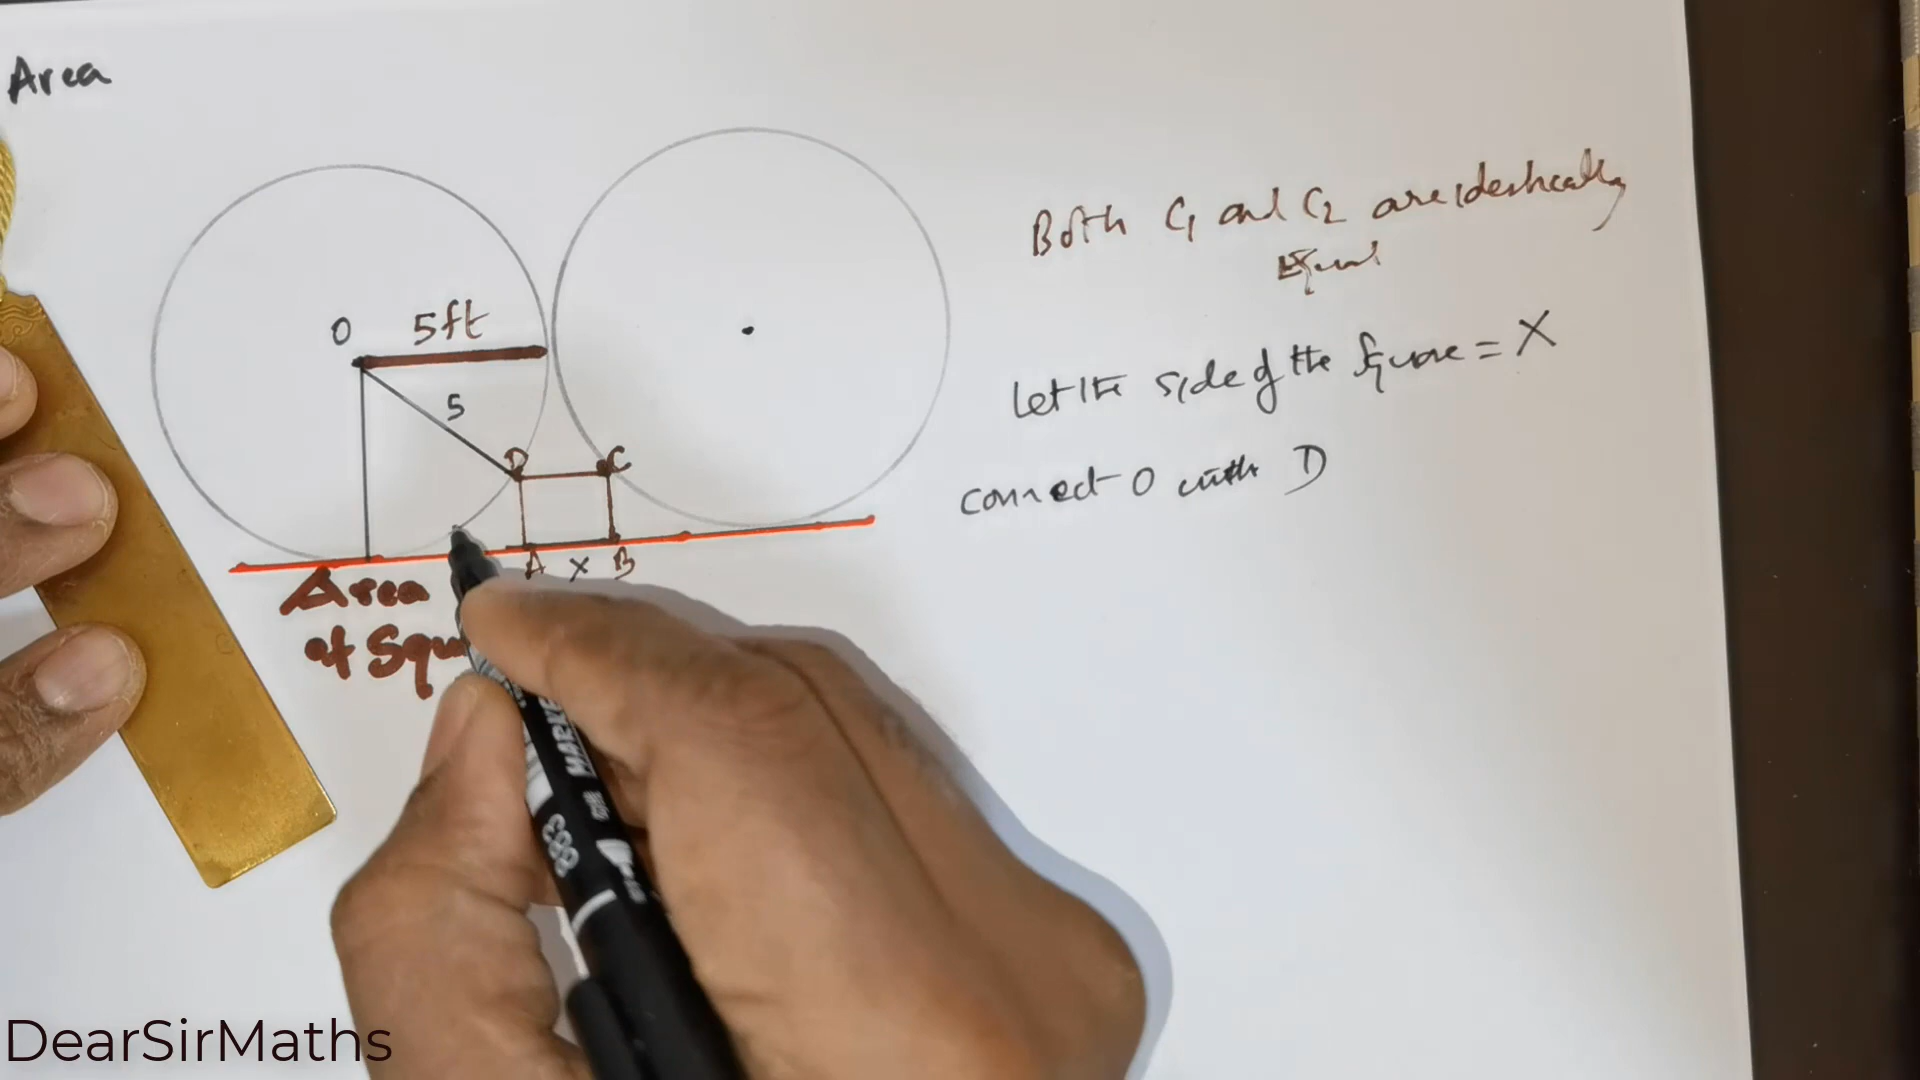 Area
Both C1 and C2 are identically
Equal
Let the side of the square = X
connect O with D
O 5ft
5
D C
A X B
Area
of Squ
DearSirMaths